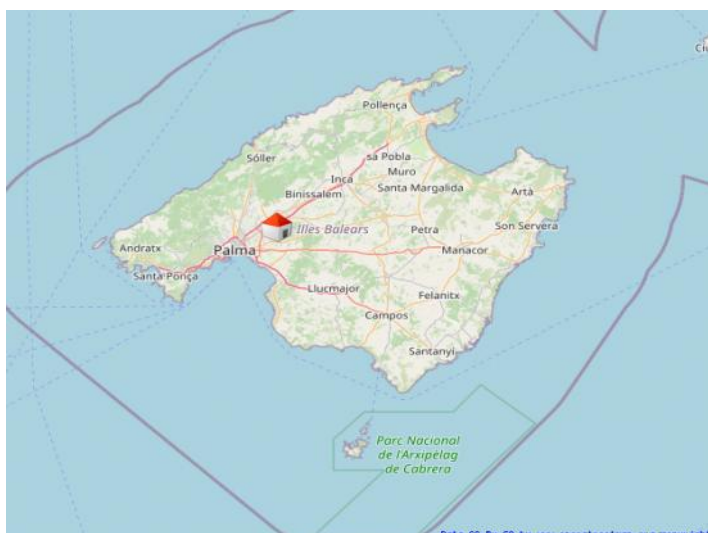 Pollença
Sóller
sa Pobla
Inca
Muro
Binissalem
Santa Margalida
Artà
Illes Balears
Petra
Son Servera
Andratx
Palma
Manacor
Santa Ponça
Llucmajor
Felanitx
Campos
Santanyí
Parc Nacional
de l'Arxipèlag
de Cabrera